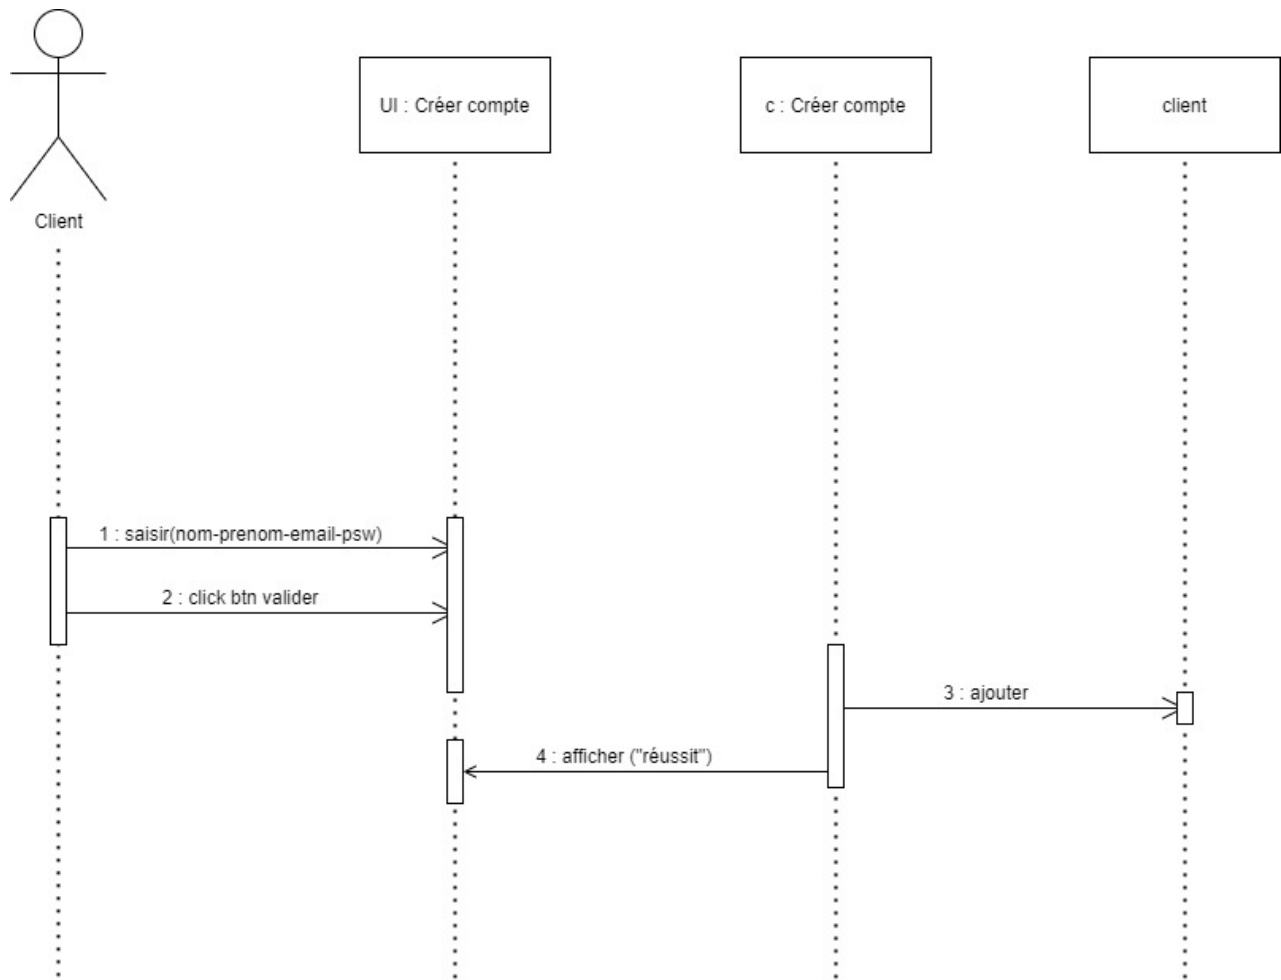 UI : Créer compte
c : Créer compte
client
Client
1 : saisir(nom-prenom-email-psw)
2 : click btn valider
3 : ajouter
4 : afficher ("réussit")